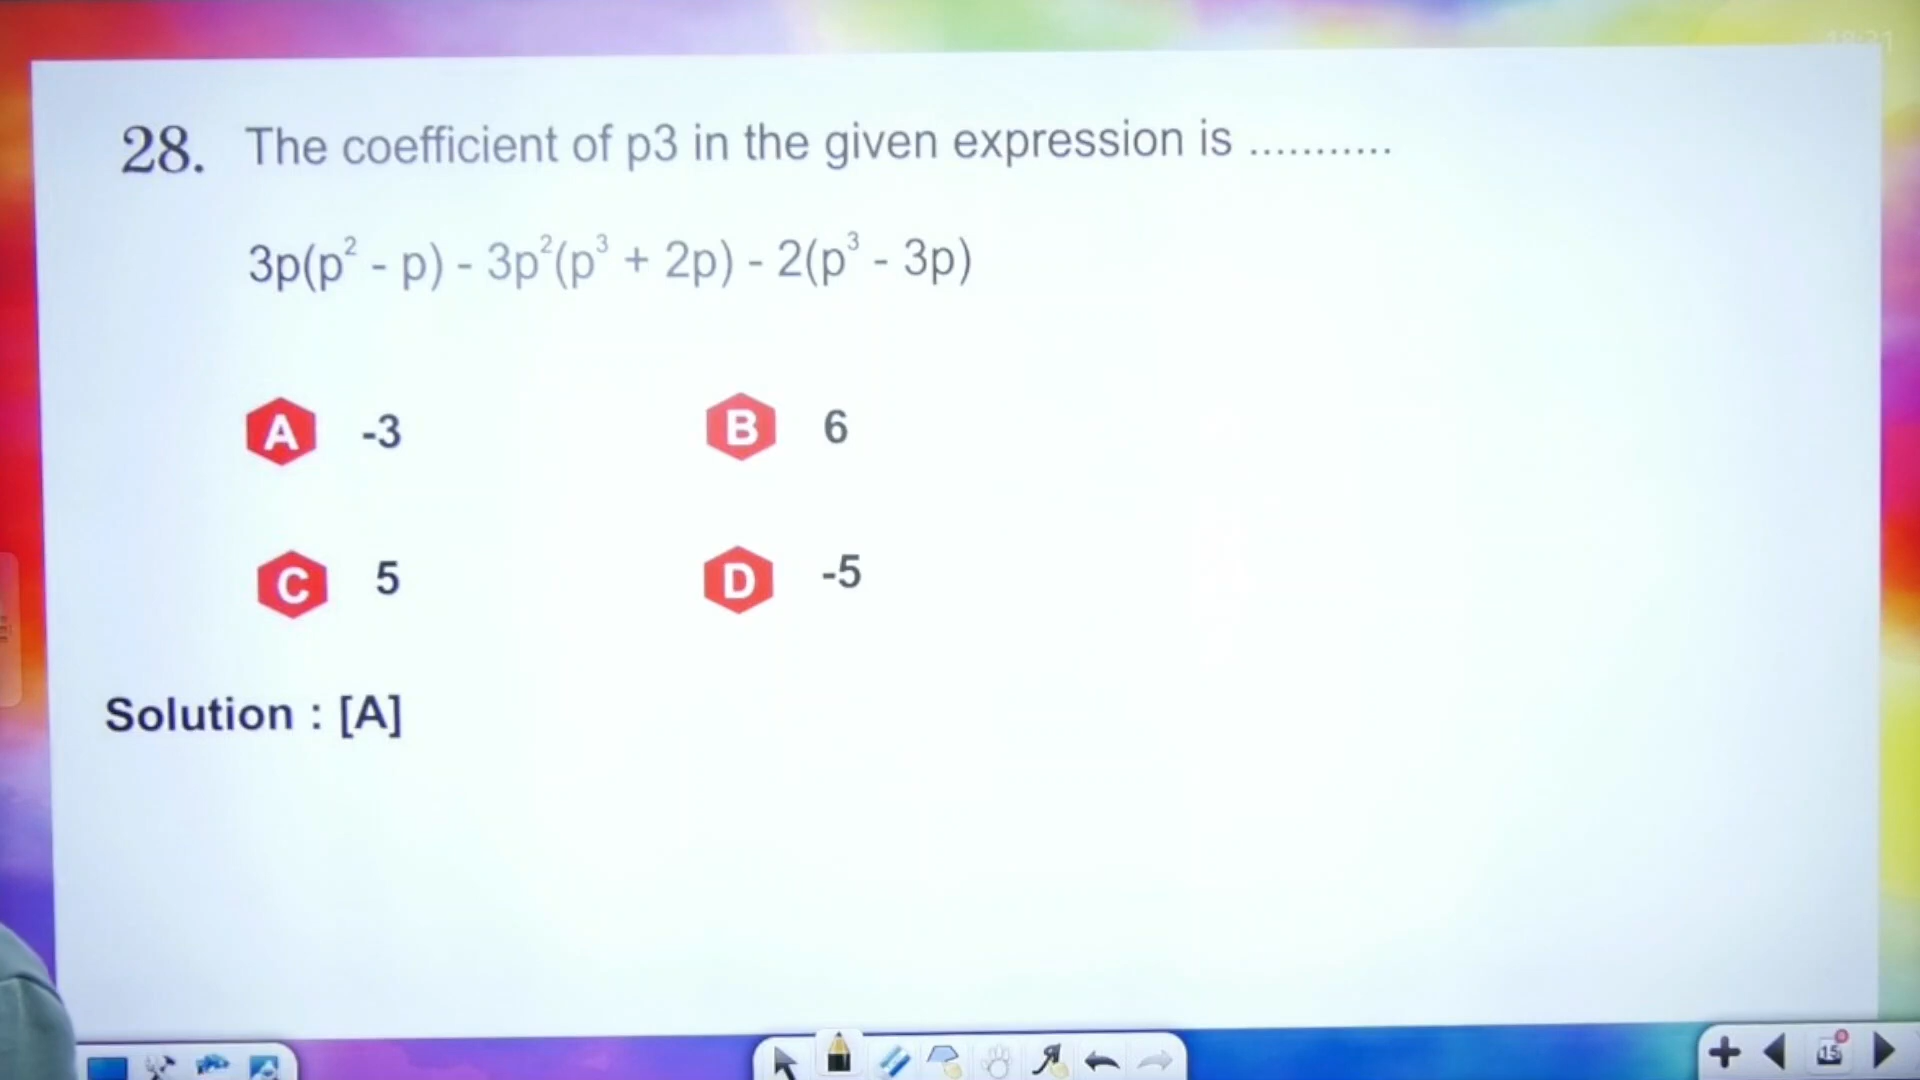 28. The coefficient of p3 in the given expression is ...........
3p(p² - p) - 3p²(p³ + 2p) - 2(p³ - 3p)
A -3 B 6
C 5 D -5
Solution : [A]
15